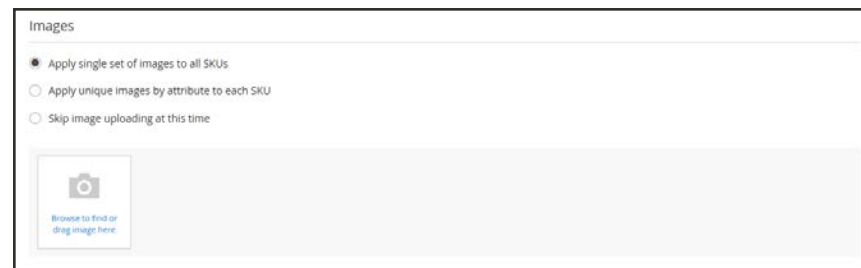 Images
Apply single set of images to all SKUs
Apply unique images by attribute to each SKU
Skip image uploading at this time
Browse to find or
drag image here